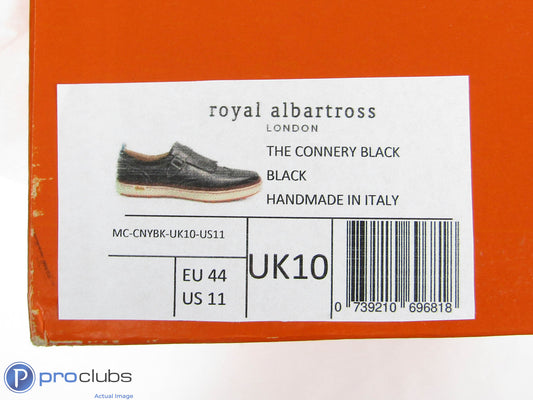 royal albartross
LONDON
THE CONNERY BLACK
BLACK
HANDMADE IN ITALY
MC-CNYBK-UK10-US11
EU 44
US 11
UK10
0 739210 696818
P proclubs
Actual Image